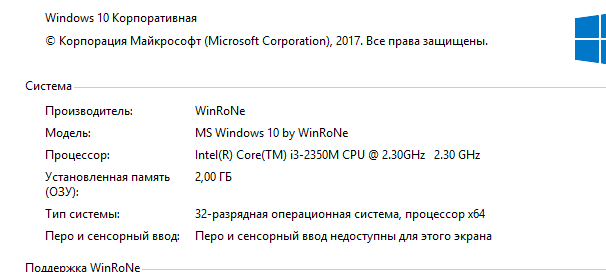 Windows 10 Корпоративная
© Корпорация Майкрософт (Microsoft Corporation), 2017. Все права защищены.
Система
Производитель: WinRoNe
Модель: MS Windows 10 by WinRoNe
Процессор: Intel(R) Core(TM) i3-2350M CPU @ 2.30GHz 2.30 GHz
Установленная память (ОЗУ): 2,00 ГБ
Тип системы: 32-разрядная операционная система, процессор x64
Перо и сенсорный ввод: Перо и сенсорный ввод недоступны для этого экрана
Поддержка WinRoNe